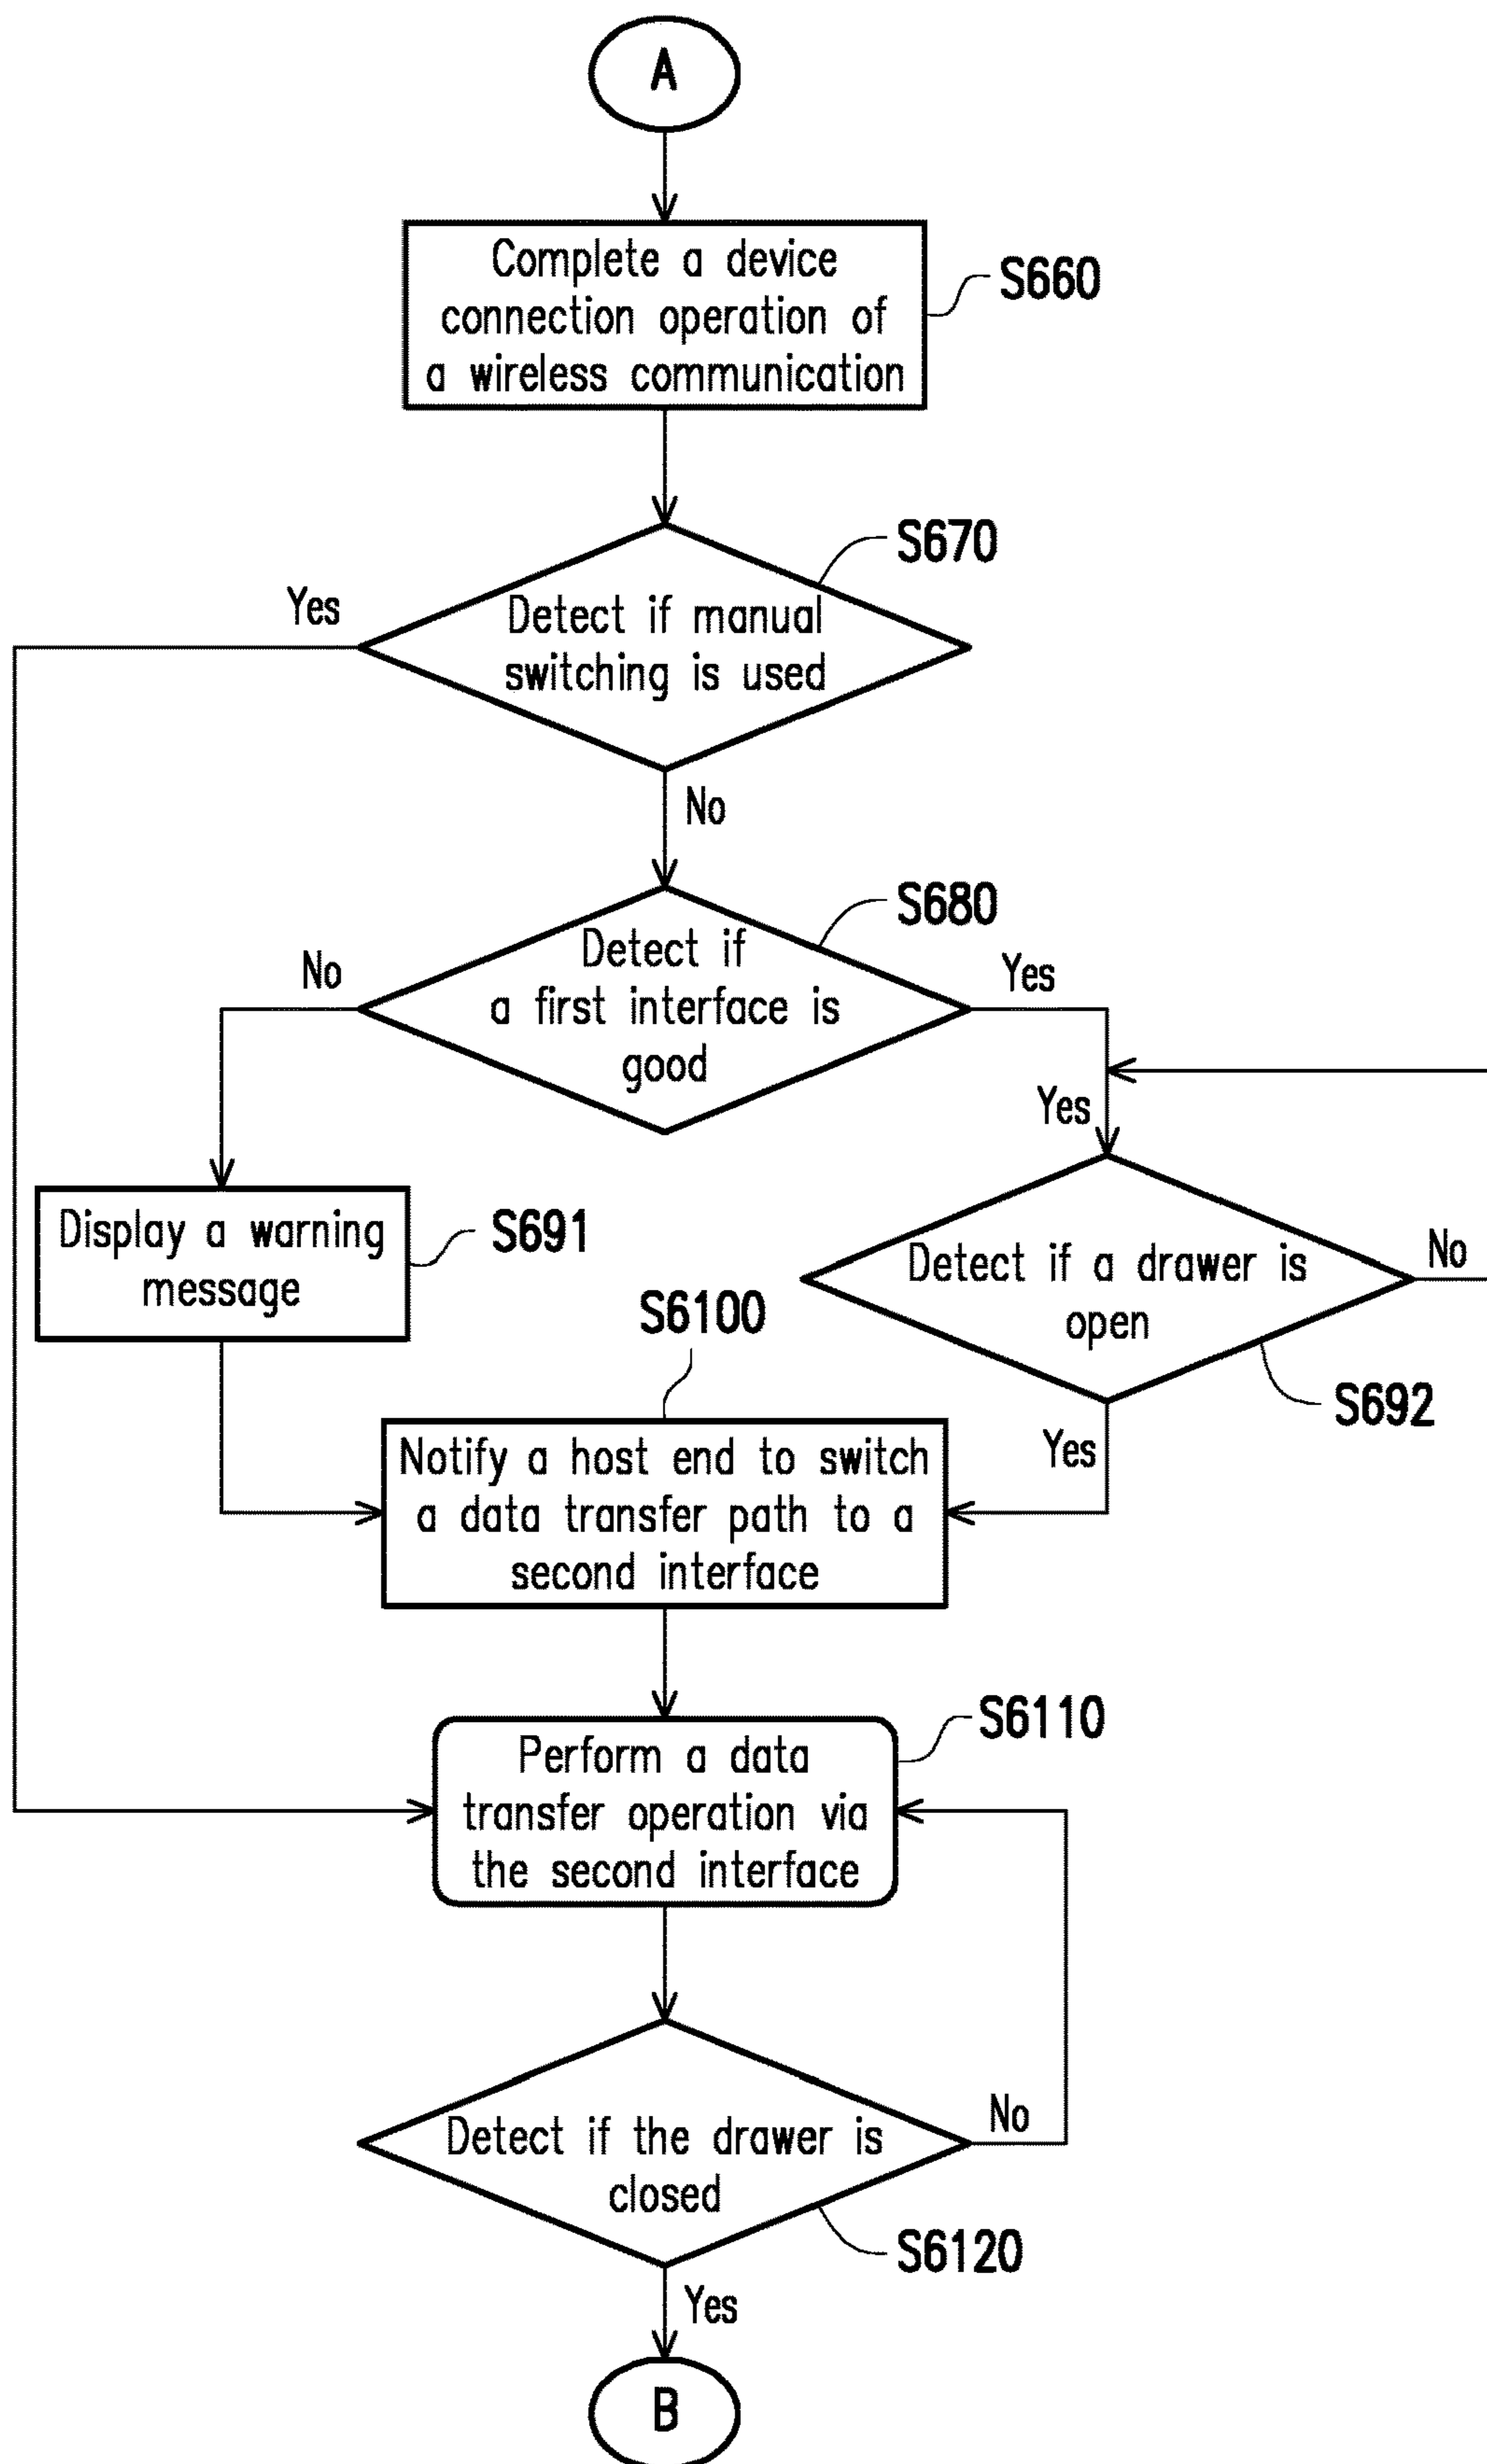 A
Complete a device
connection operation of
a wireless communication
S660
S670
Yes
Detect if manual
switching is used
No
S680
Detect if
a first interface is
good
No
Yes
Yes
Display a warning
message
S691
Detect if a drawer is
open
No
S692
Yes
S6100
Notify a host end to switch
a data transfer path to a
second interface
S6110
Perform a data
transfer operation via
the second interface
Detect if the drawer is
closed
No
S6120
Yes
B